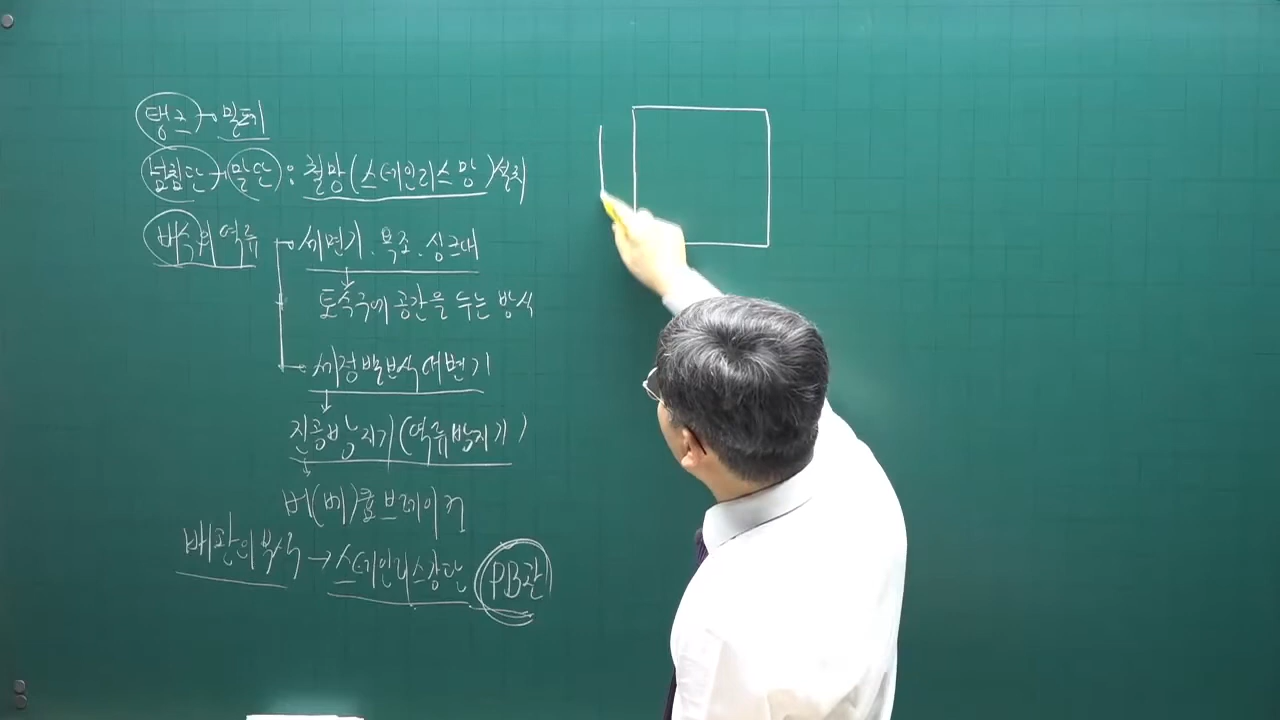 탱크→밀폐
넘침관→말단 : 철망(스테인리스망)설치
배수의 역류 → 세면기. 욕조. 싱크대
토수구에 공간을 두는 방식
→ 세정밸브식 대변기
진공방지기(역류방지기)
버(베)큠브레이커
배관의 부식 → 스테인리스강관 PB관